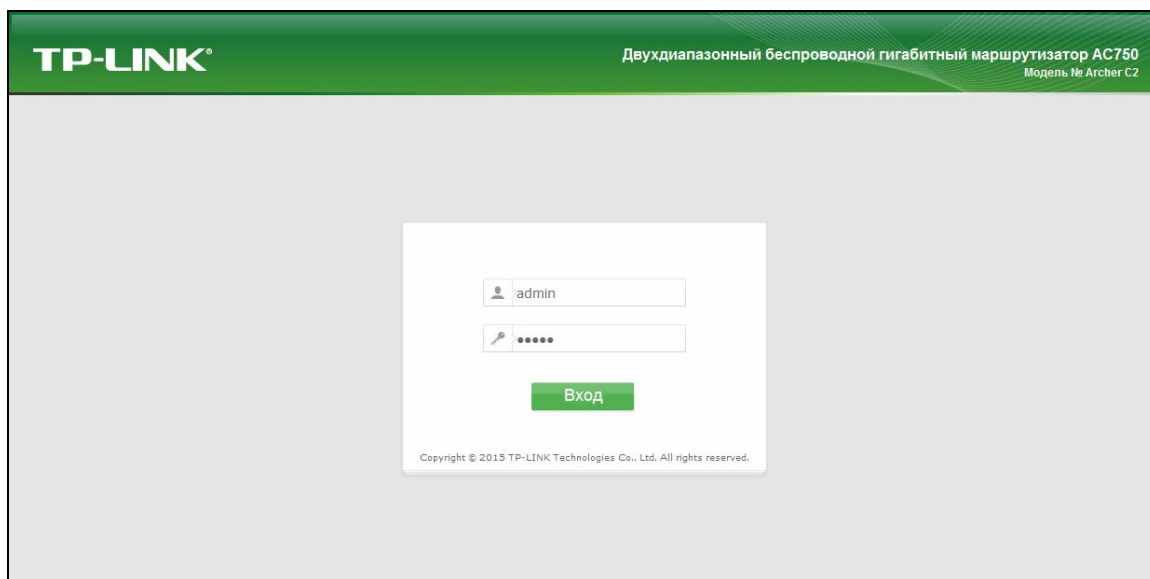 TP-LINK®
Двухдиапазонный беспроводной гигабитный маршрутизатор AC750
Модель № Archer C2
admin
•••••
Вход
Copyright © 2015 TP-LINK Technologies Co., Ltd. All rights reserved.